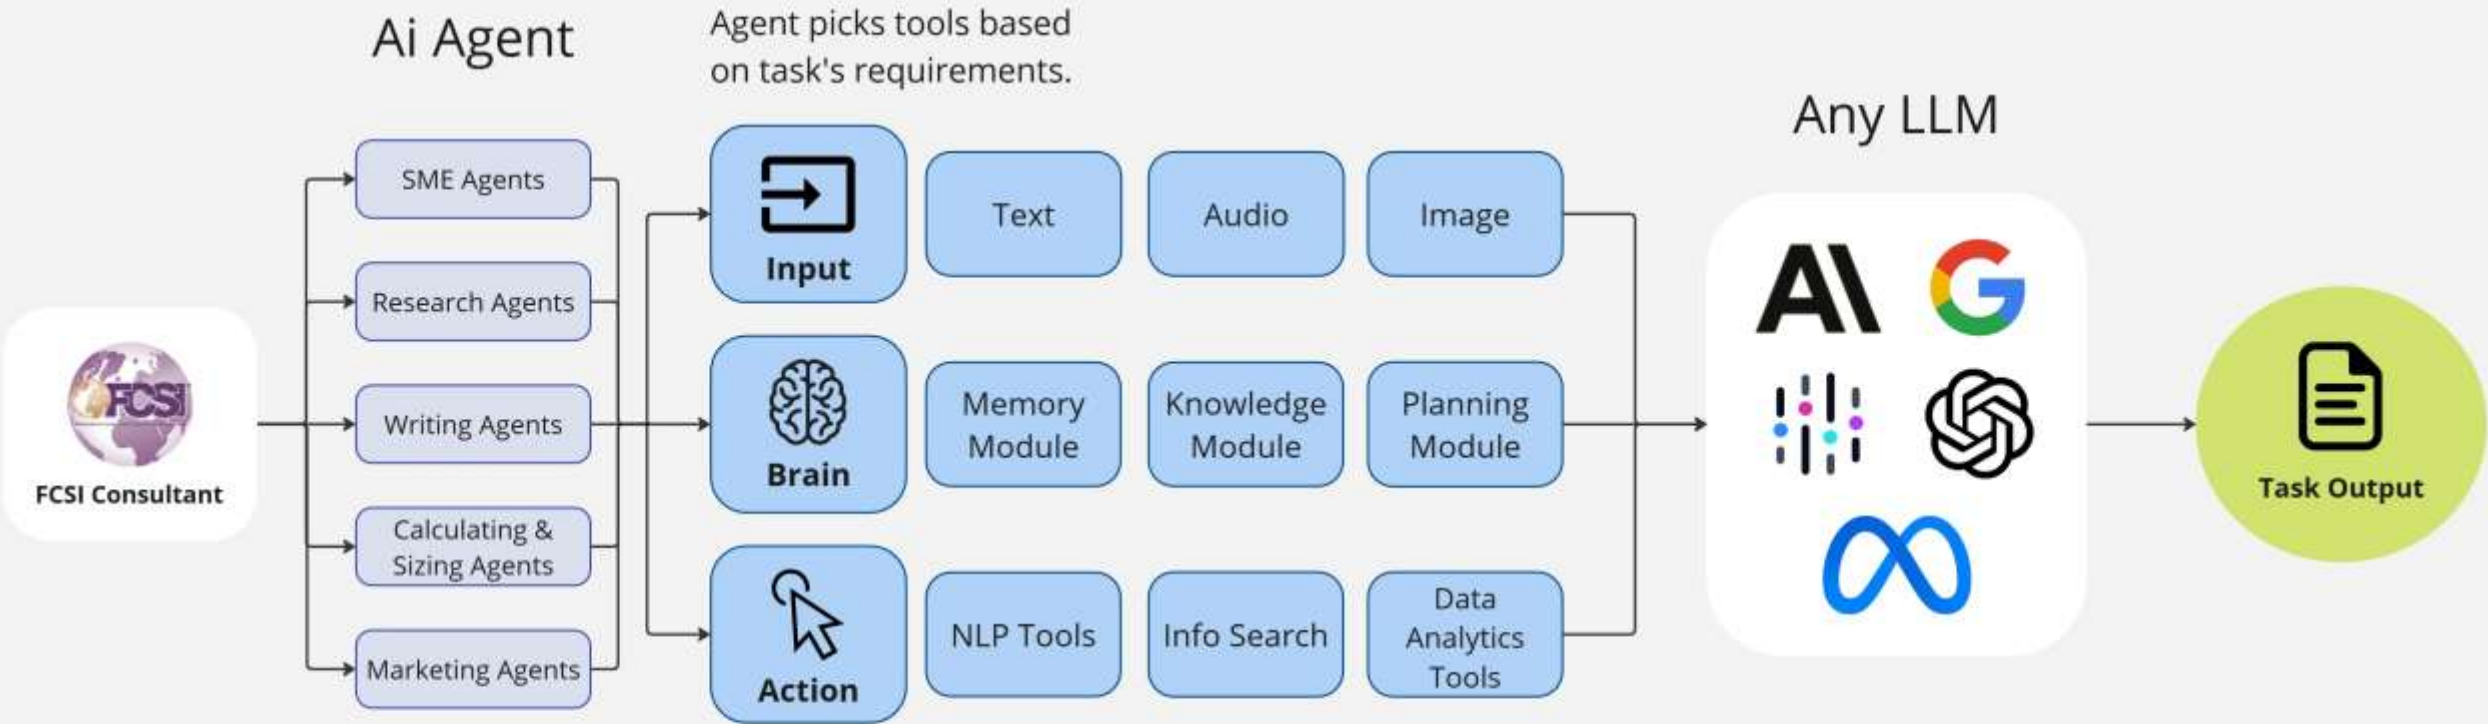 Ai Agent
Agent picks tools based
on task's requirements.
Any LLM
FCSI
FCSI Consultant
SME Agents
Research Agents
Writing Agents
Calculating &
Sizing Agents
Marketing Agents
Input
Text
Audio
Image
Brain
Memory
Module
Knowledge
Module
Planning
Module
Action
NLP Tools
Info Search
Data
Analytics
Tools
Task Output